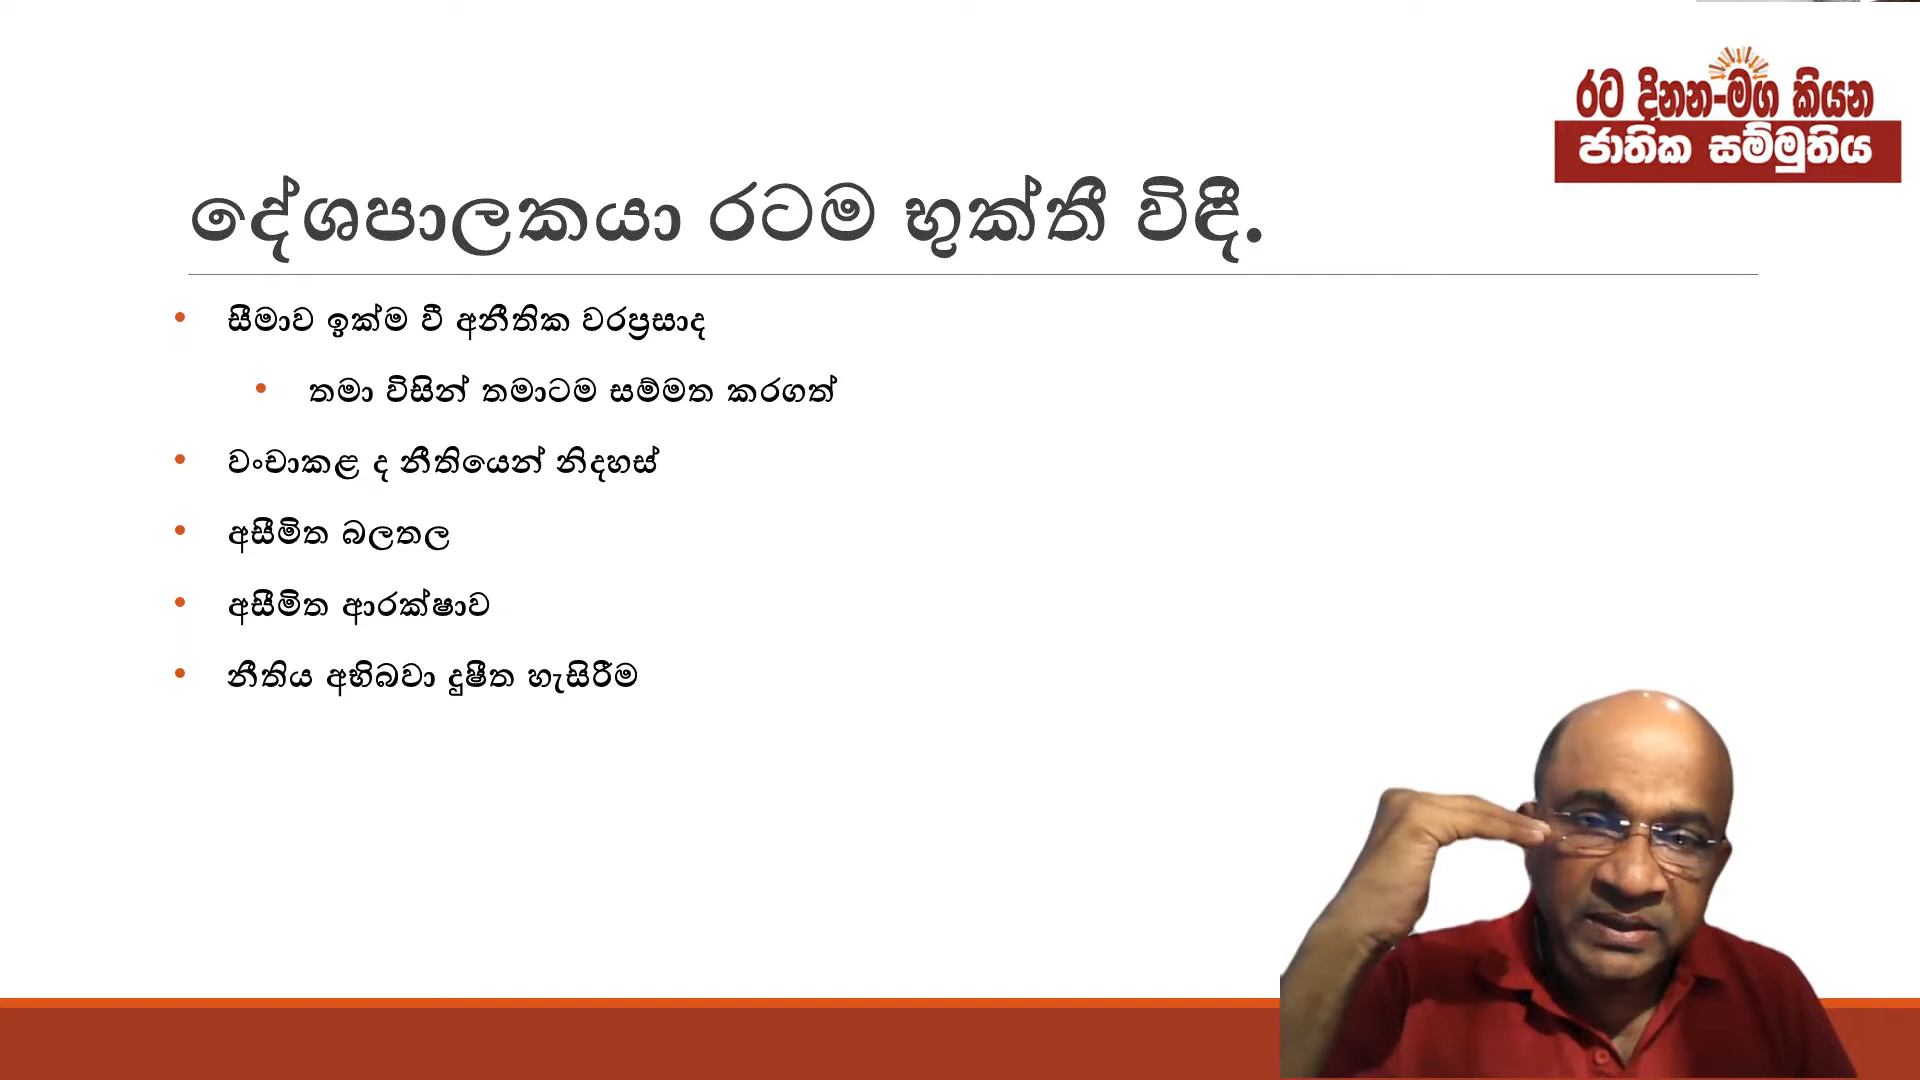 රට දිනන-මග කියන
ජාතික සම්මුතිය
දේශපාලකයා රටම භුක්තී විඳී.
සීමාව ඉක්ම වී අනීතික වරප්‍රසාද
තමා විසින් තමාටම සම්මත කරගත්
වංචාකළ ද නීතියෙන් නිදහස්
අසීමිත බලතල
අසීමිත ආරක්ෂාව
නීතිය අභිබවා දුෂීත හැසිරීම